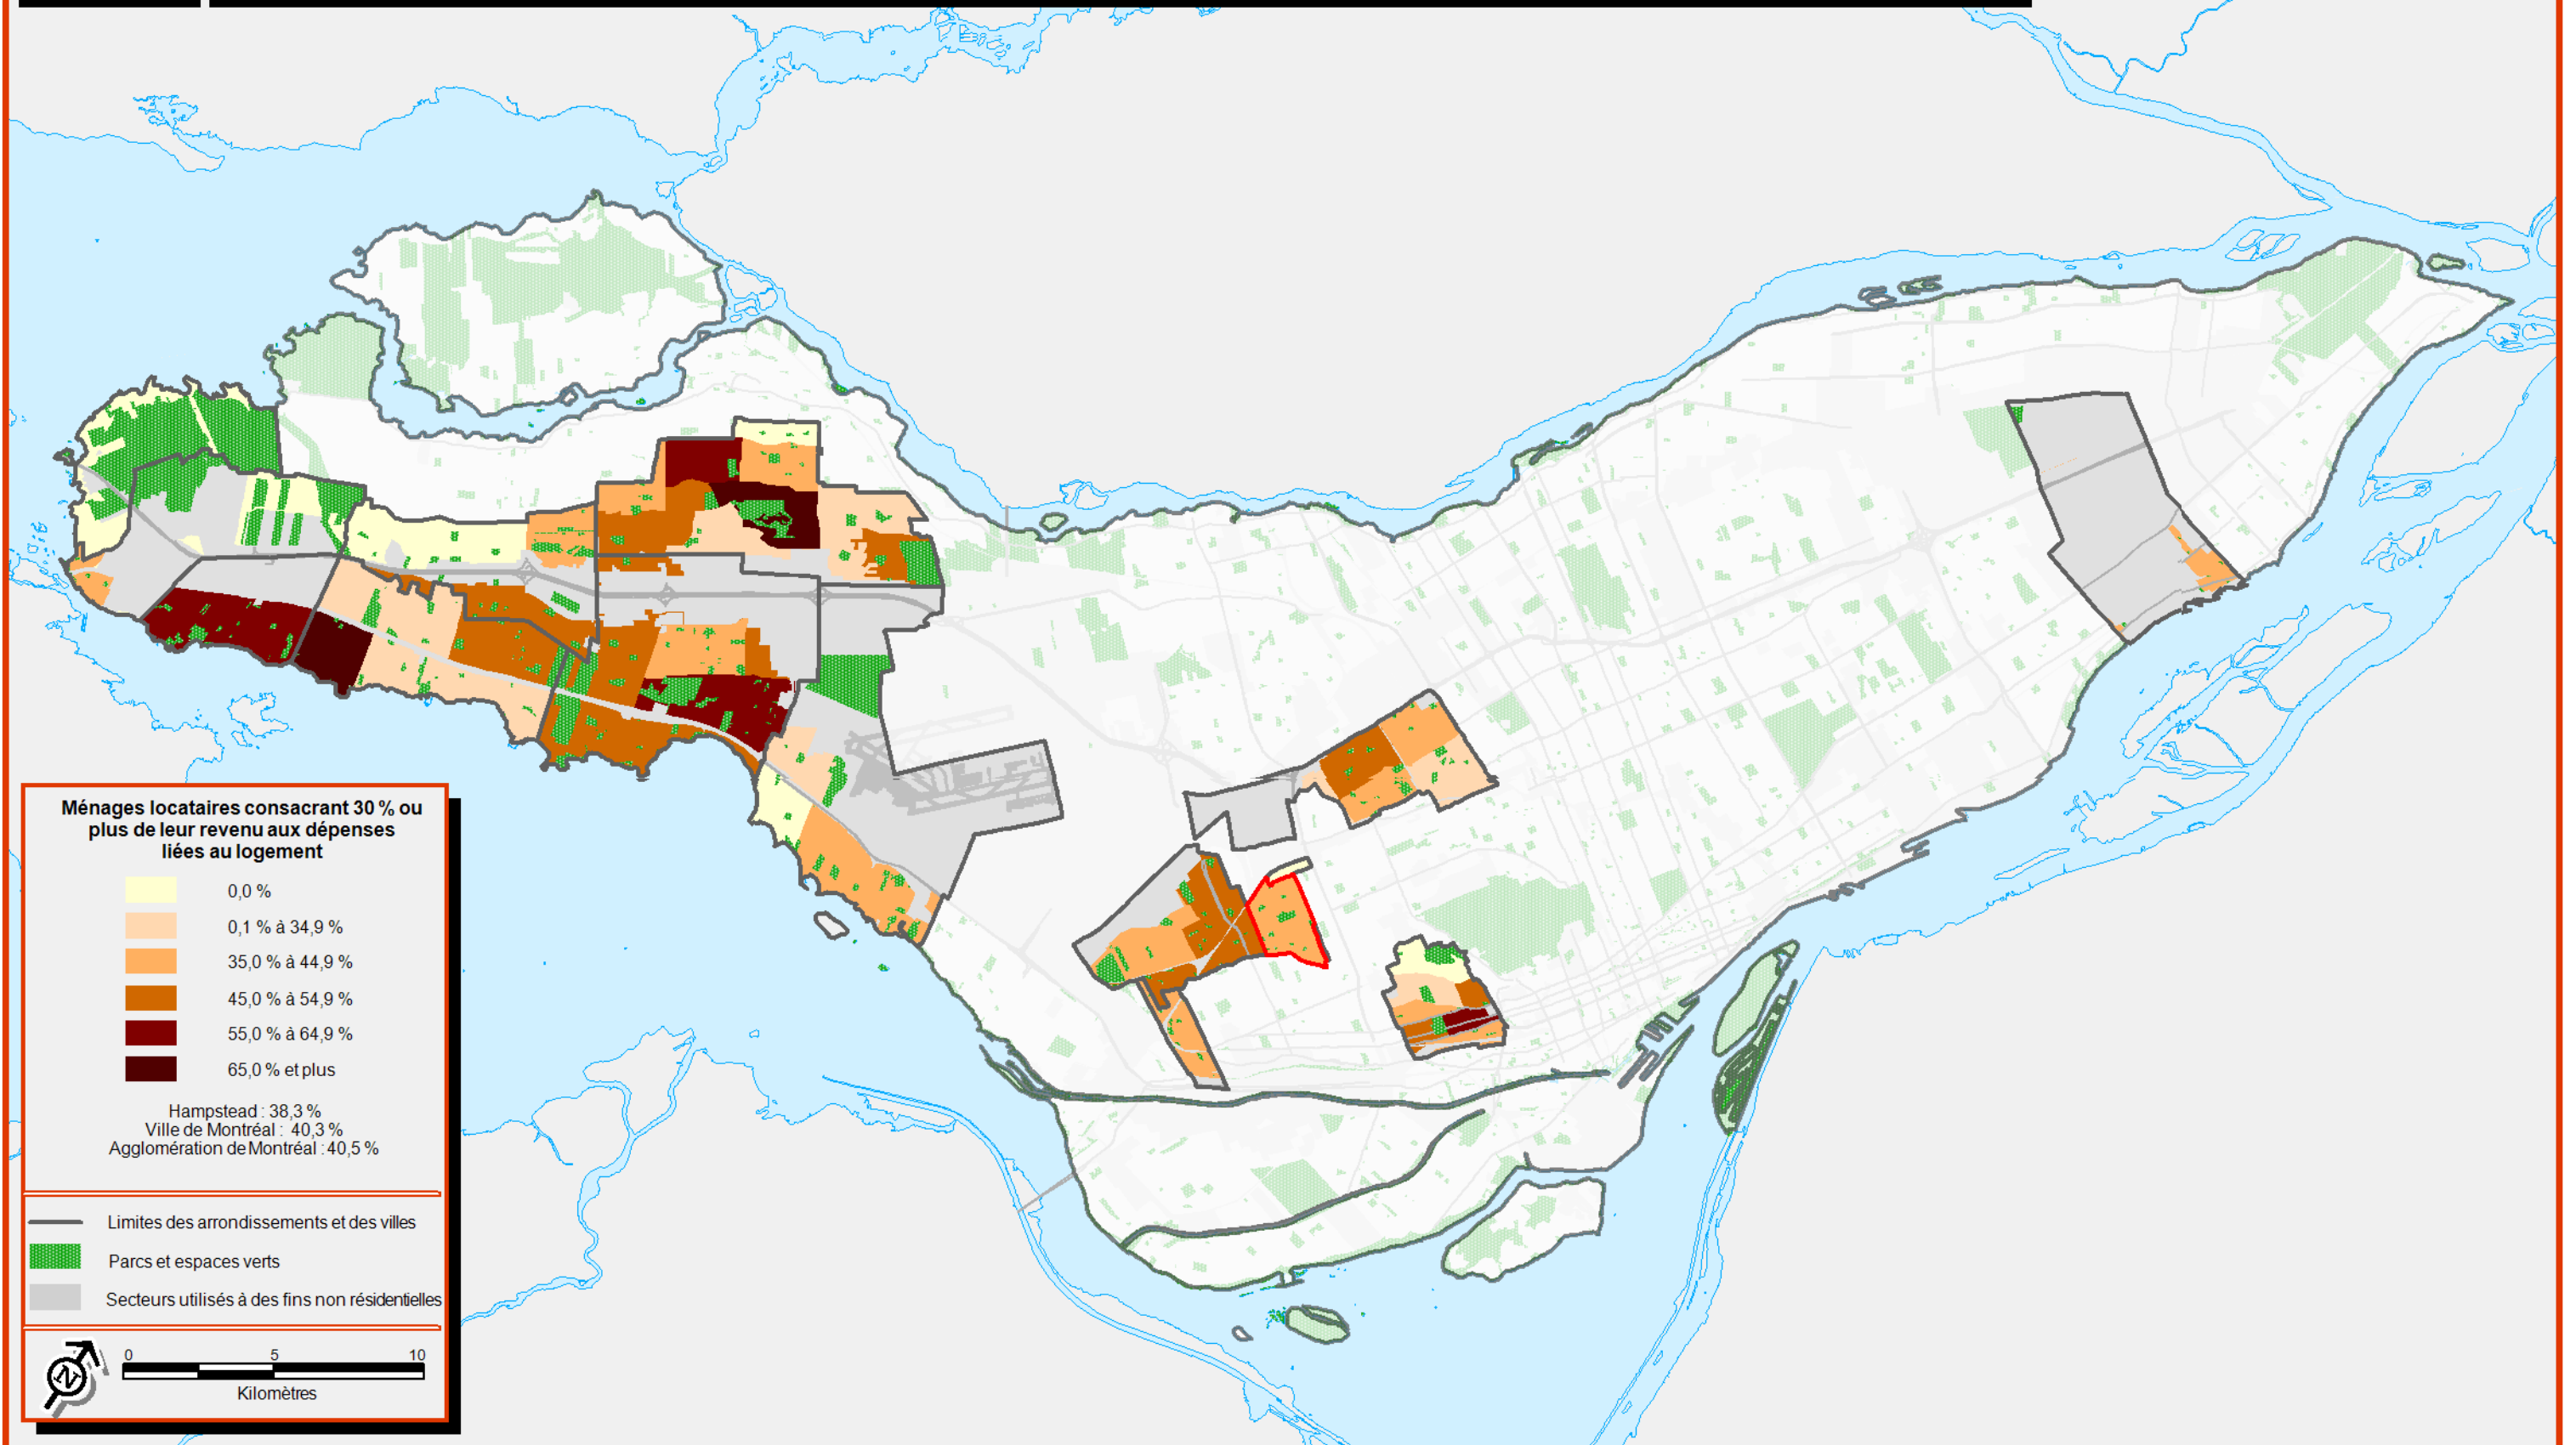 Ménages locataires consacrant 30 % ou
plus de leur revenu aux dépenses
liées au logement
0,0 %
0,1 % à 34,9 %
35,0 % à 44,9 %
45,0 % à 54,9 %
55,0 % à 64,9 %
65,0 % et plus
Hampstead : 38,3 %
Ville de Montréal : 40,3 %
Agglomération de Montréal : 40,5 %
Limites des arrondissements et des villes
Parcs et espaces verts
Secteurs utilisés à des fins non résidentielles
N
0 5 10
Kilomètres